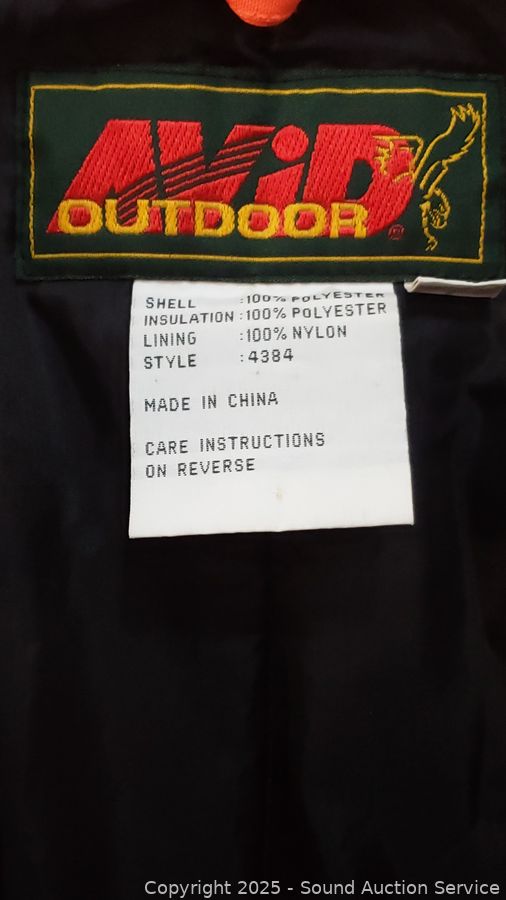 AViD
OUTDOOR ®
SHELL :100% POLYESTER
INSULATION :100% POLYESTER
LINING :100% NYLON
STYLE :4384
MADE IN CHINA
CARE INSTRUCTIONS
ON REVERSE
Copyright 2025 - Sound Auction Service